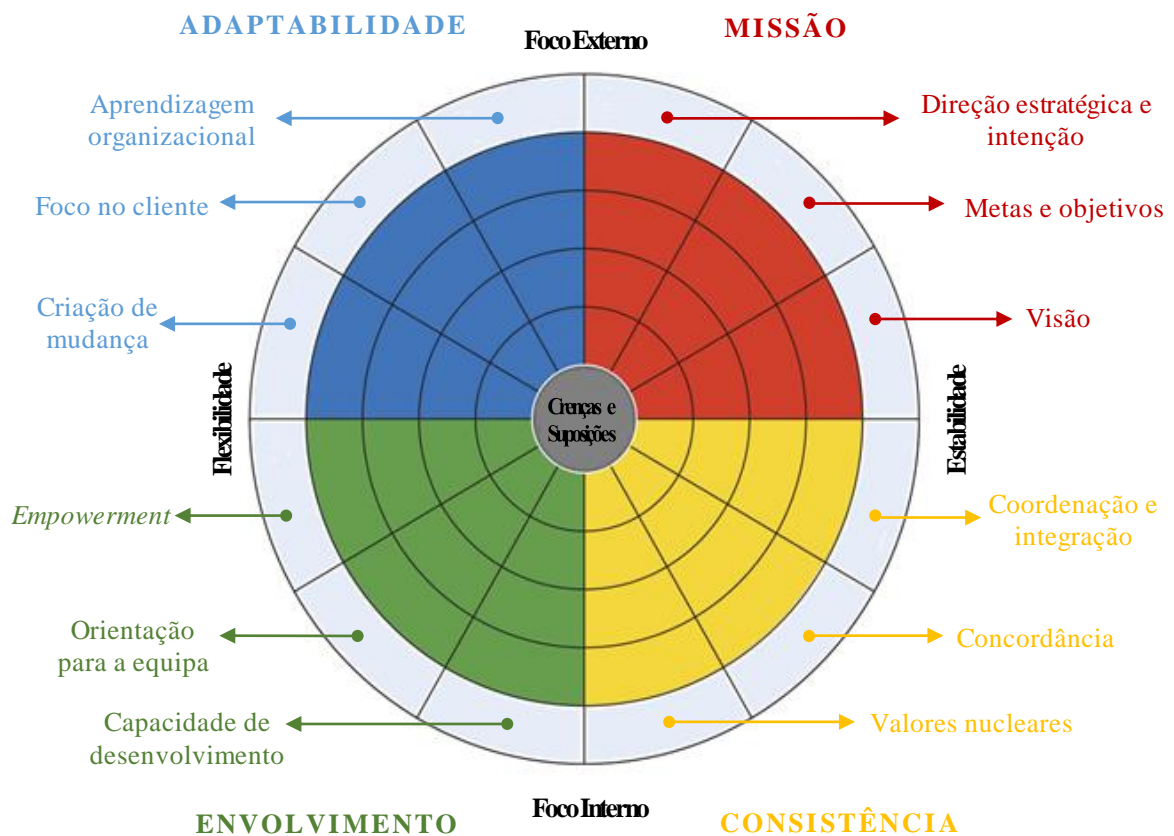 ADAPTABILIDADE
Foco Externo
MISSÃO
Aprendizagem
organizacional
Direção estratégica e
intenção
Foco no cliente
Metas e objetivos
Criação de
mudança
Visão
Flexibilidade
Crenças e
Suposições
Estabilidade
Empowerment
Coordenação e
integração
Orientação
para a equipa
Concordância
Capacidade de
desenvolvimento
Valores nucleares
ENVOLVIMENTO
Foco Interno
CONSISTÊNCIA